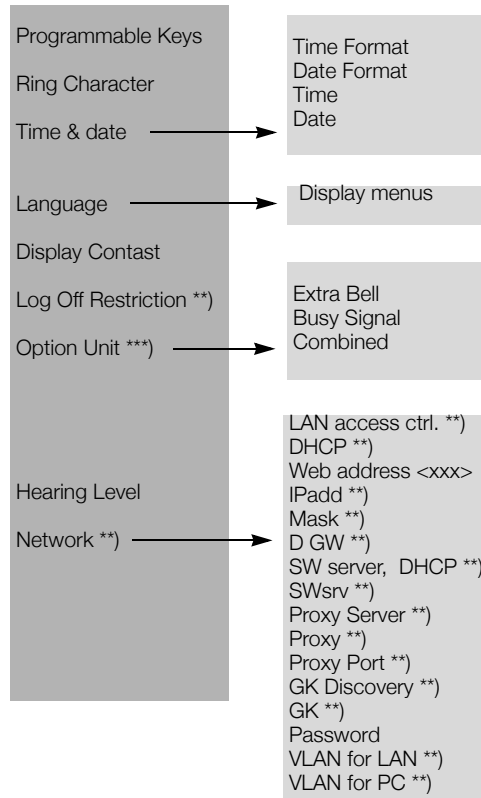 Programmable Keys
Ring Character
Time & date
Time Format
Date Format
Time
Date
Language
Display menus
Display Contast
Log Off Restriction **)
Option Unit ***)
Extra Bell
Busy Signal
Combined
Hearing Level
Network **)
LAN access ctrl. **)
DHCP **)
Web address <xxx>
IPadd **)
Mask **)
D GW **)
SW server, DHCP **)
SWsrv **)
Proxy Server **)
Proxy **)
Proxy Port **)
GK Discovery **)
GK **)
Password
VLAN for LAN **)
VLAN for PC **)